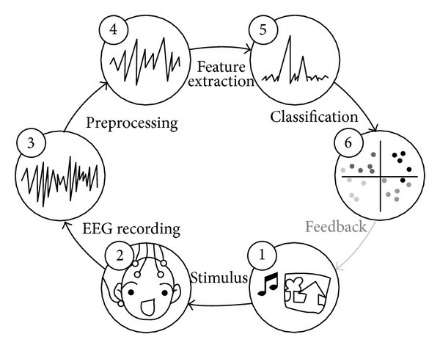 4
5
Feature
extraction
Preprocessing
Classification
3
6
EEG recording
Feedback
2
Stimulus
1